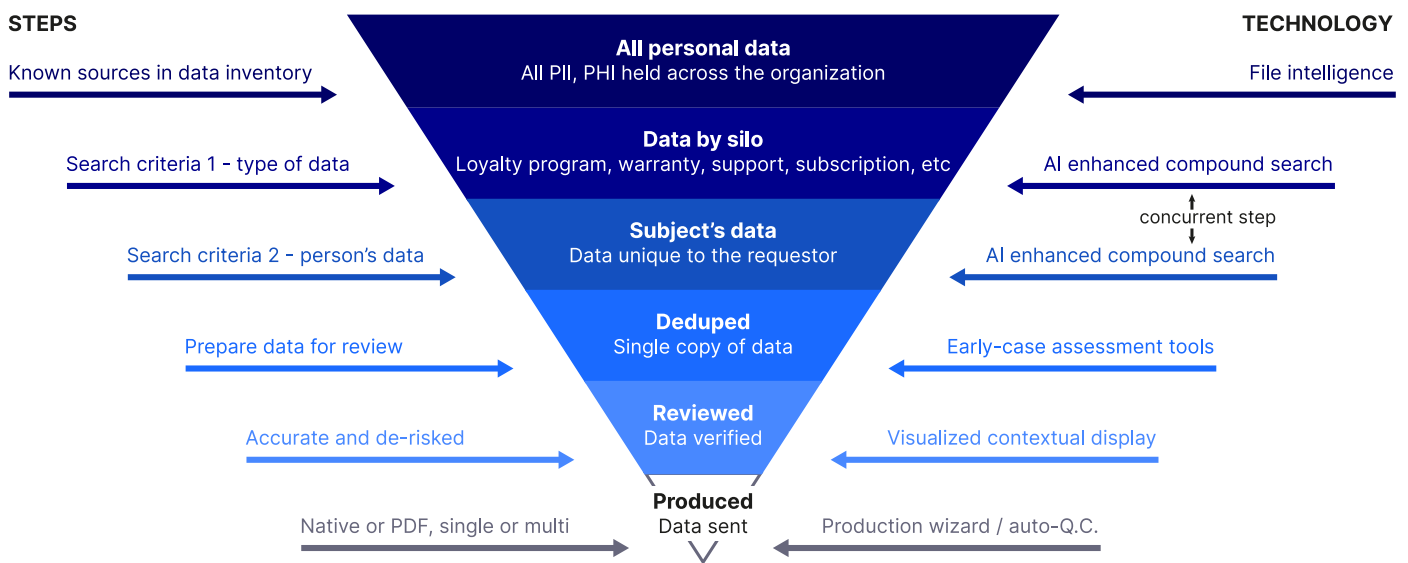 STEPS
TECHNOLOGY
All personal data
All PII, PHI held across the organization
Known sources in data inventory
File intelligence
Data by silo
Loyalty program, warranty, support, subscription, etc
Search criteria 1 - type of data
AI enhanced compound search
concurrent step
Subject's data
Data unique to the requestor
Search criteria 2 - person's data
AI enhanced compound search
Deduped
Single copy of data
Prepare data for review
Early-case assessment tools
Reviewed
Data verified
Accurate and de-risked
Visualized contextual display
Produced
Data sent
Native or PDF, single or multi
Production wizard / auto-Q.C.